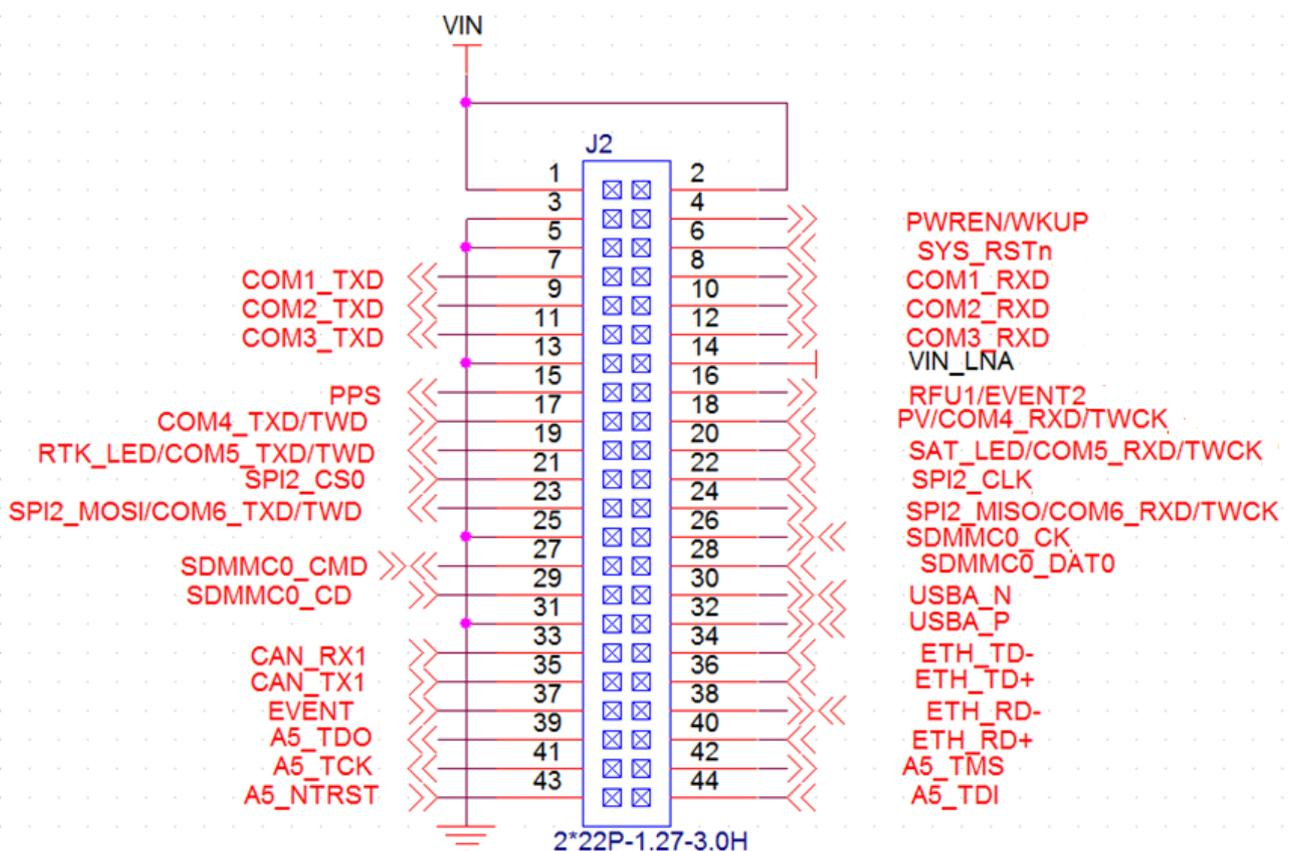 VIN
J2
1 2
3 4
PWREN/WKUP
5 6
SYS_RSTn
7 8
COM1_TXD COM1_RXD
9 10
COM2_TXD COM2_RXD
11 12
COM3_TXD COM3_RXD
13 14
VIN_LNA
15 16
PPS RFU1/EVENT2
17 18
COM4_TXD/TWD PV/COM4_RXD/TWCK
19 20
RTK_LED/COM5_TXD/TWD SAT_LED/COM5_RXD/TWCK
21 22
SPI2_CS0 SPI2_CLK
23 24
SPI2_MOSI/COM6_TXD/TWD SPI2_MISO/COM6_RXD/TWCK
25 26
SDMMC0_CK
27 28
SDMMC0_CMD SDMMC0_DAT0
29 30
SDMMC0_CD USBA_N
31 32
USBA_P
33 34
CAN_RX1 ETH_TD-
35 36
CAN_TX1 ETH_TD+
37 38
EVENT ETH_RD-
39 40
A5_TDO ETH_RD+
41 42
A5_TCK A5_TMS
43 44
A5_NTRST A5_TDI
2*22P-1.27-3.0H